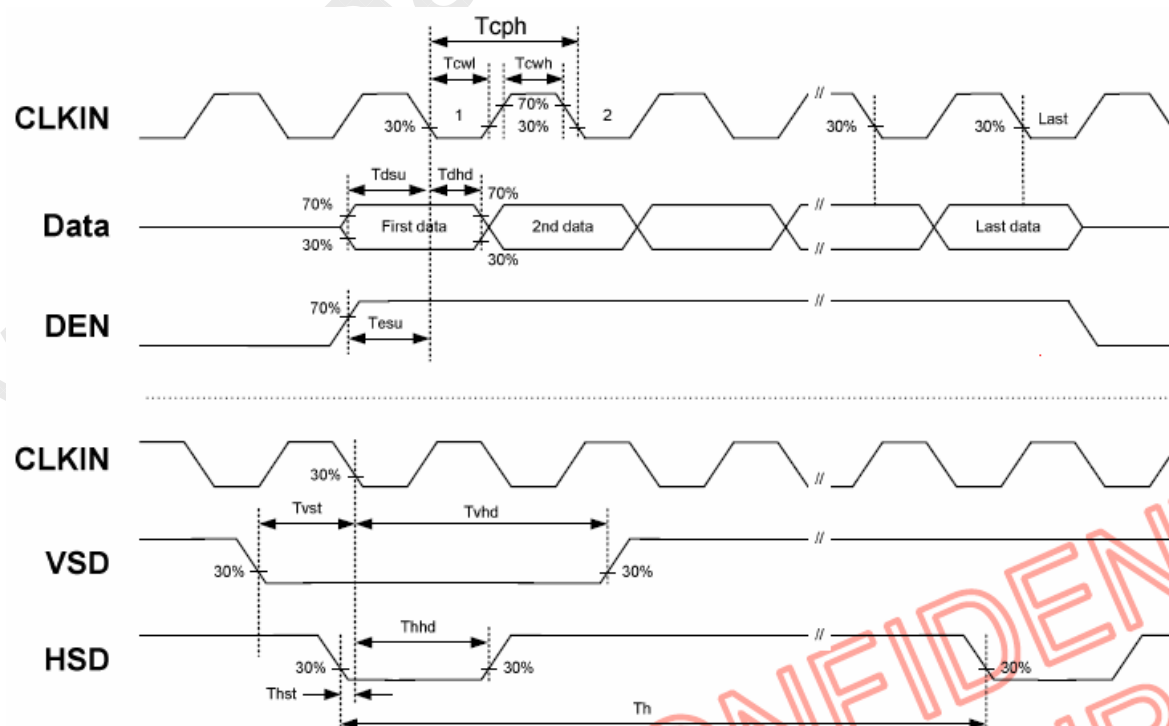 Tcph
Tcwl Tcwh
CLKIN 30% 1 70% 30% 2 // 30% 30% Last
Tdsu Tdhd
70% 70%
Data First data 2nd data // // Last data
30% 30%
DEN 70% //
Tesu
CLKIN 30% //
Tvst Tvhd
VSD 30% 30% //
Thhd
HSD 30% 30% // 30%
Thst
Th
CONFIDEN